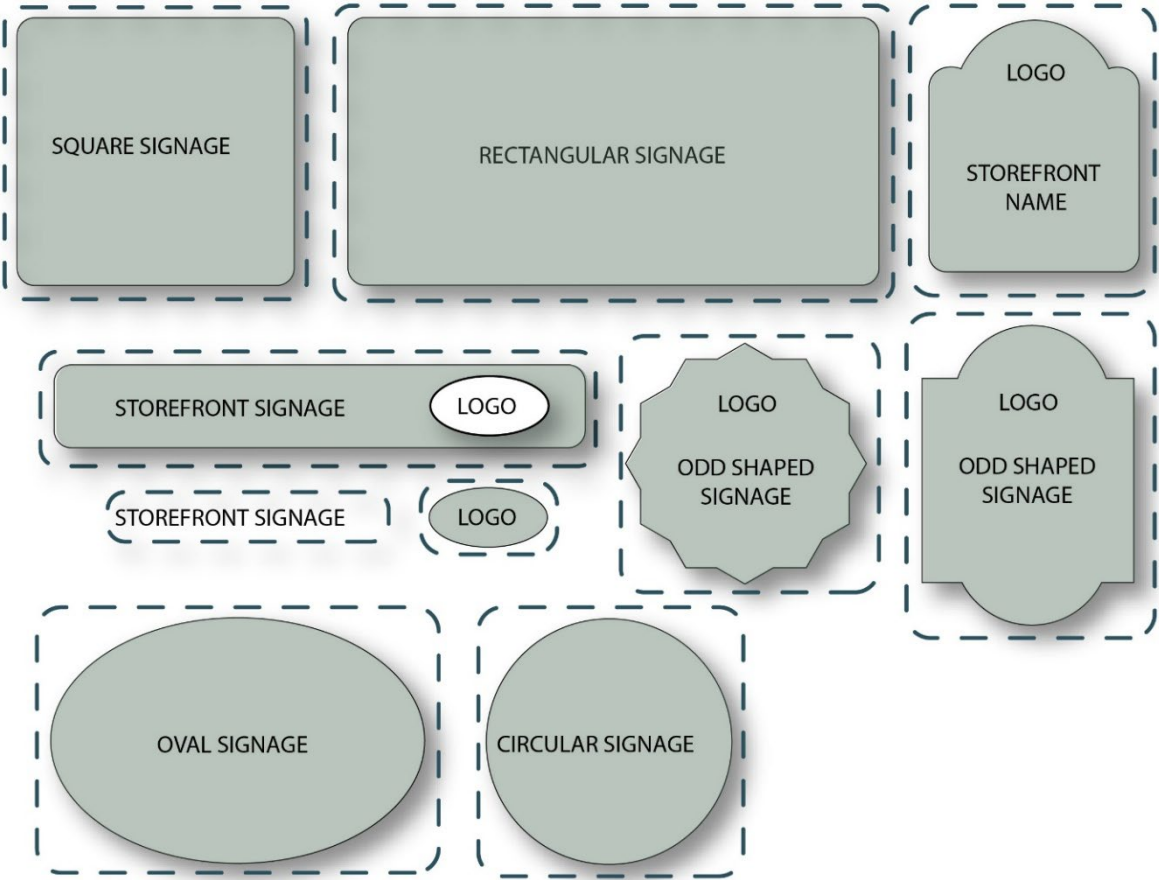 SQUARE SIGNAGE
RECTANGULAR SIGNAGE
LOGO
STOREFRONT
NAME
STOREFRONT SIGNAGE
LOGO
STOREFRONT SIGNAGE
LOGO
LOGO
ODD SHAPED
SIGNAGE
LOGO
ODD SHAPED
SIGNAGE
OVAL SIGNAGE
CIRCULAR SIGNAGE